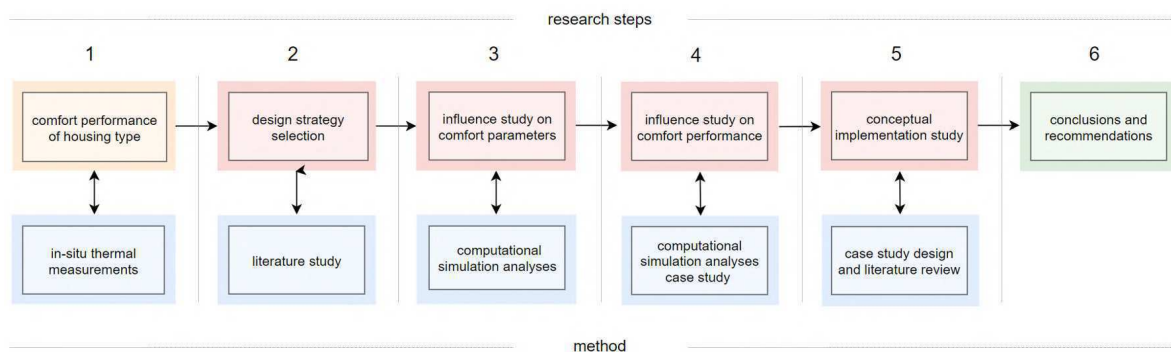 research steps
1
2
3
4
5
6
comfort performance
of housing type
design strategy
selection
influence study on
comfort parameters
influence study on
comfort performance
conceptual
implementation study
conclusions and
recommendations
in-situ thermal
measurements
literature study
computational
simulation analyses
computational
simulation analyses
case study
case study design
and literature review
method